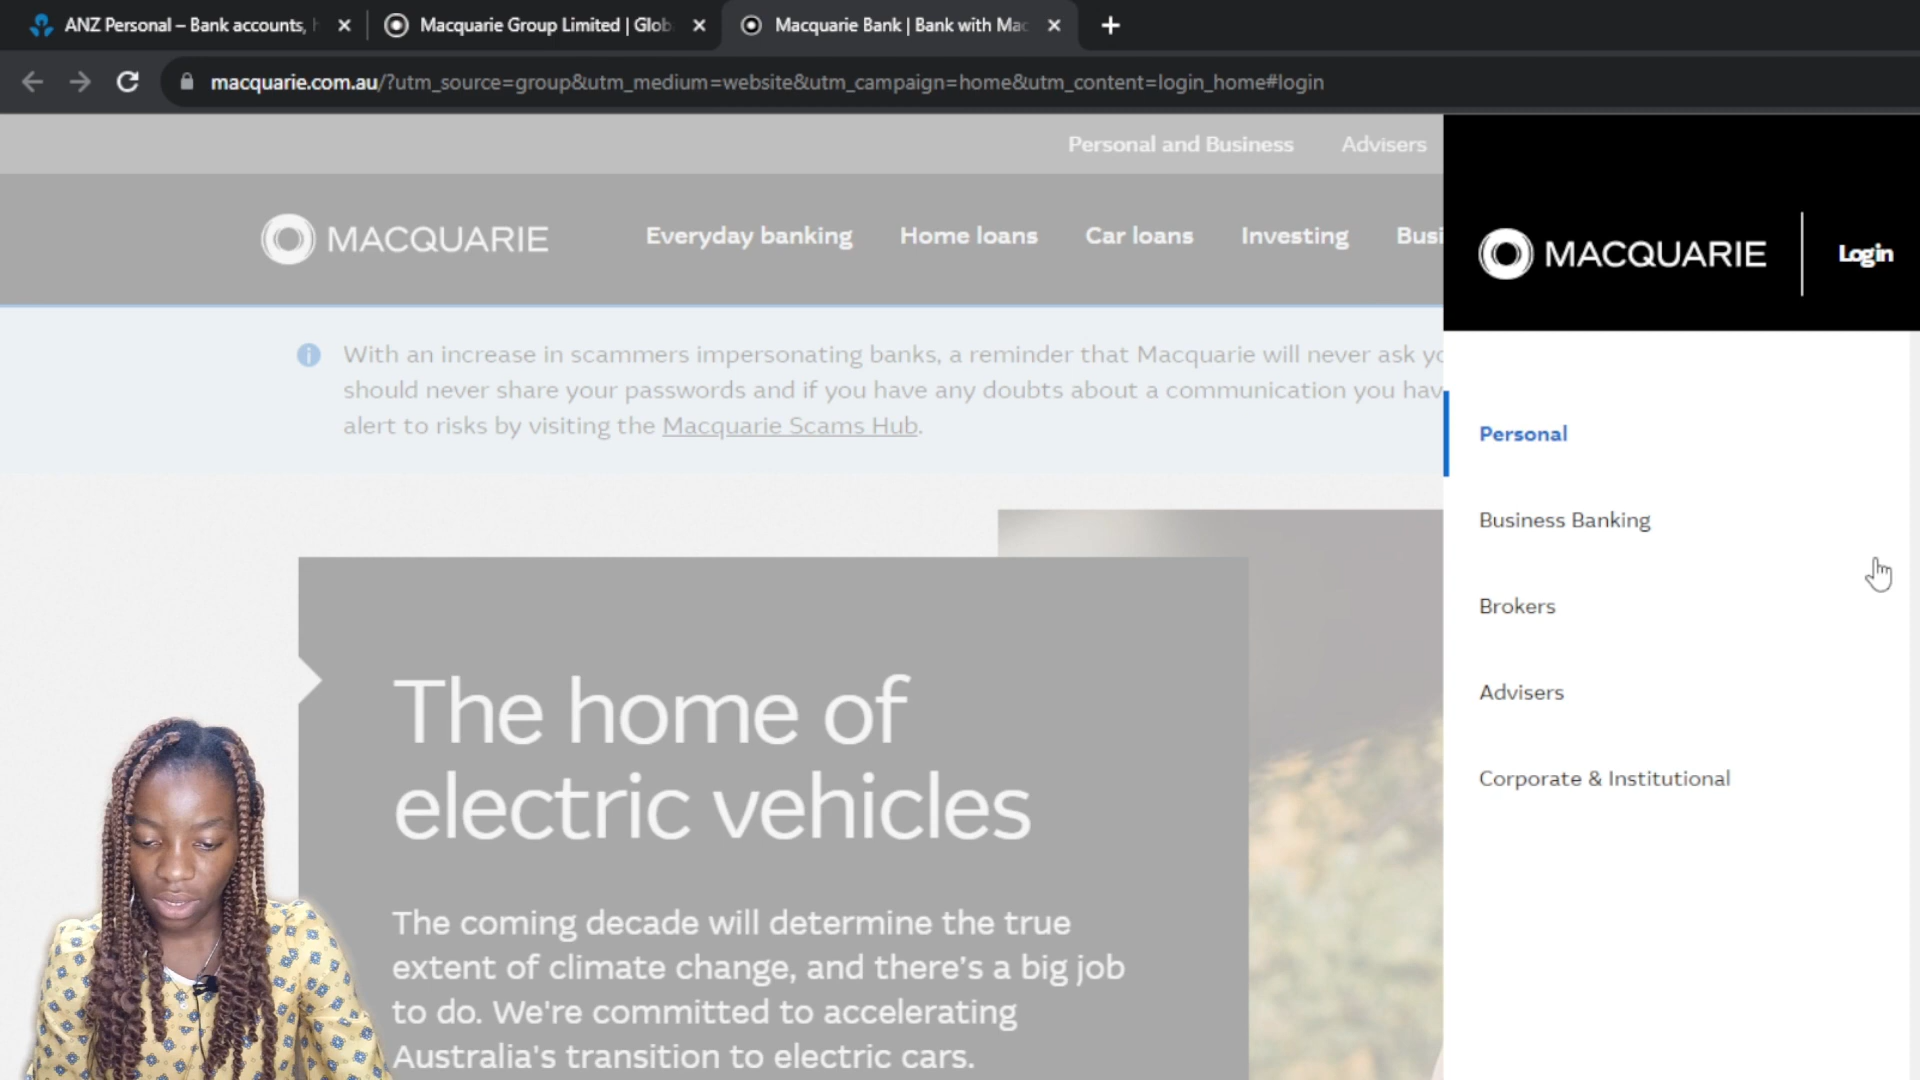 ANZ Personal – Bank accounts,
Macquarie Group Limited | Glob
Macquarie Bank | Bank with Mac
macquarie.com.au/?utm_source=group&utm_medium=website&utm_campaign=home&utm_content=login_home#login
Personal and Business Advisers
MACQUARIE Everyday banking Home loans Car loans Investing Busi
MACQUARIE Login
With an increase in scammers impersonating banks, a reminder that Macquarie will never ask yo
should never share your passwords and if you have any doubts about a communication you hav
alert to risks by visiting the Macquarie Scams Hub.
Personal
Business Banking
Brokers
Advisers
Corporate & Institutional
The home of
electric vehicles
The coming decade will determine the true
extent of climate change, and there's a big job
to do. We're committed to accelerating
Australia's transition to electric cars.